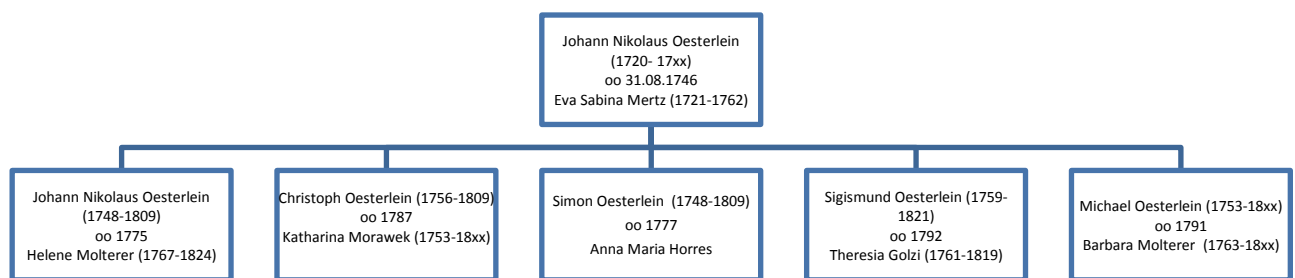 Johann Nikolaus Oesterlein
(1720- 17xx)
oo 31.08.1746
Eva Sabina Mertz (1721-1762)
Johann Nikolaus Oesterlein
(1748-1809)
oo 1775
Helene Molterer (1767-1824)
Christoph Oesterlein (1756-1809)
oo 1787
Katharina Morawek (1753-18xx)
Simon Oesterlein (1748-1809)
oo 1777
Anna Maria Horres
Sigismund Oesterlein (1759-
1821)
oo 1792
Theresia Golzi (1761-1819)
Michael Oesterlein (1753-18xx)
oo 1791
Barbara Molterer (1763-18xx)